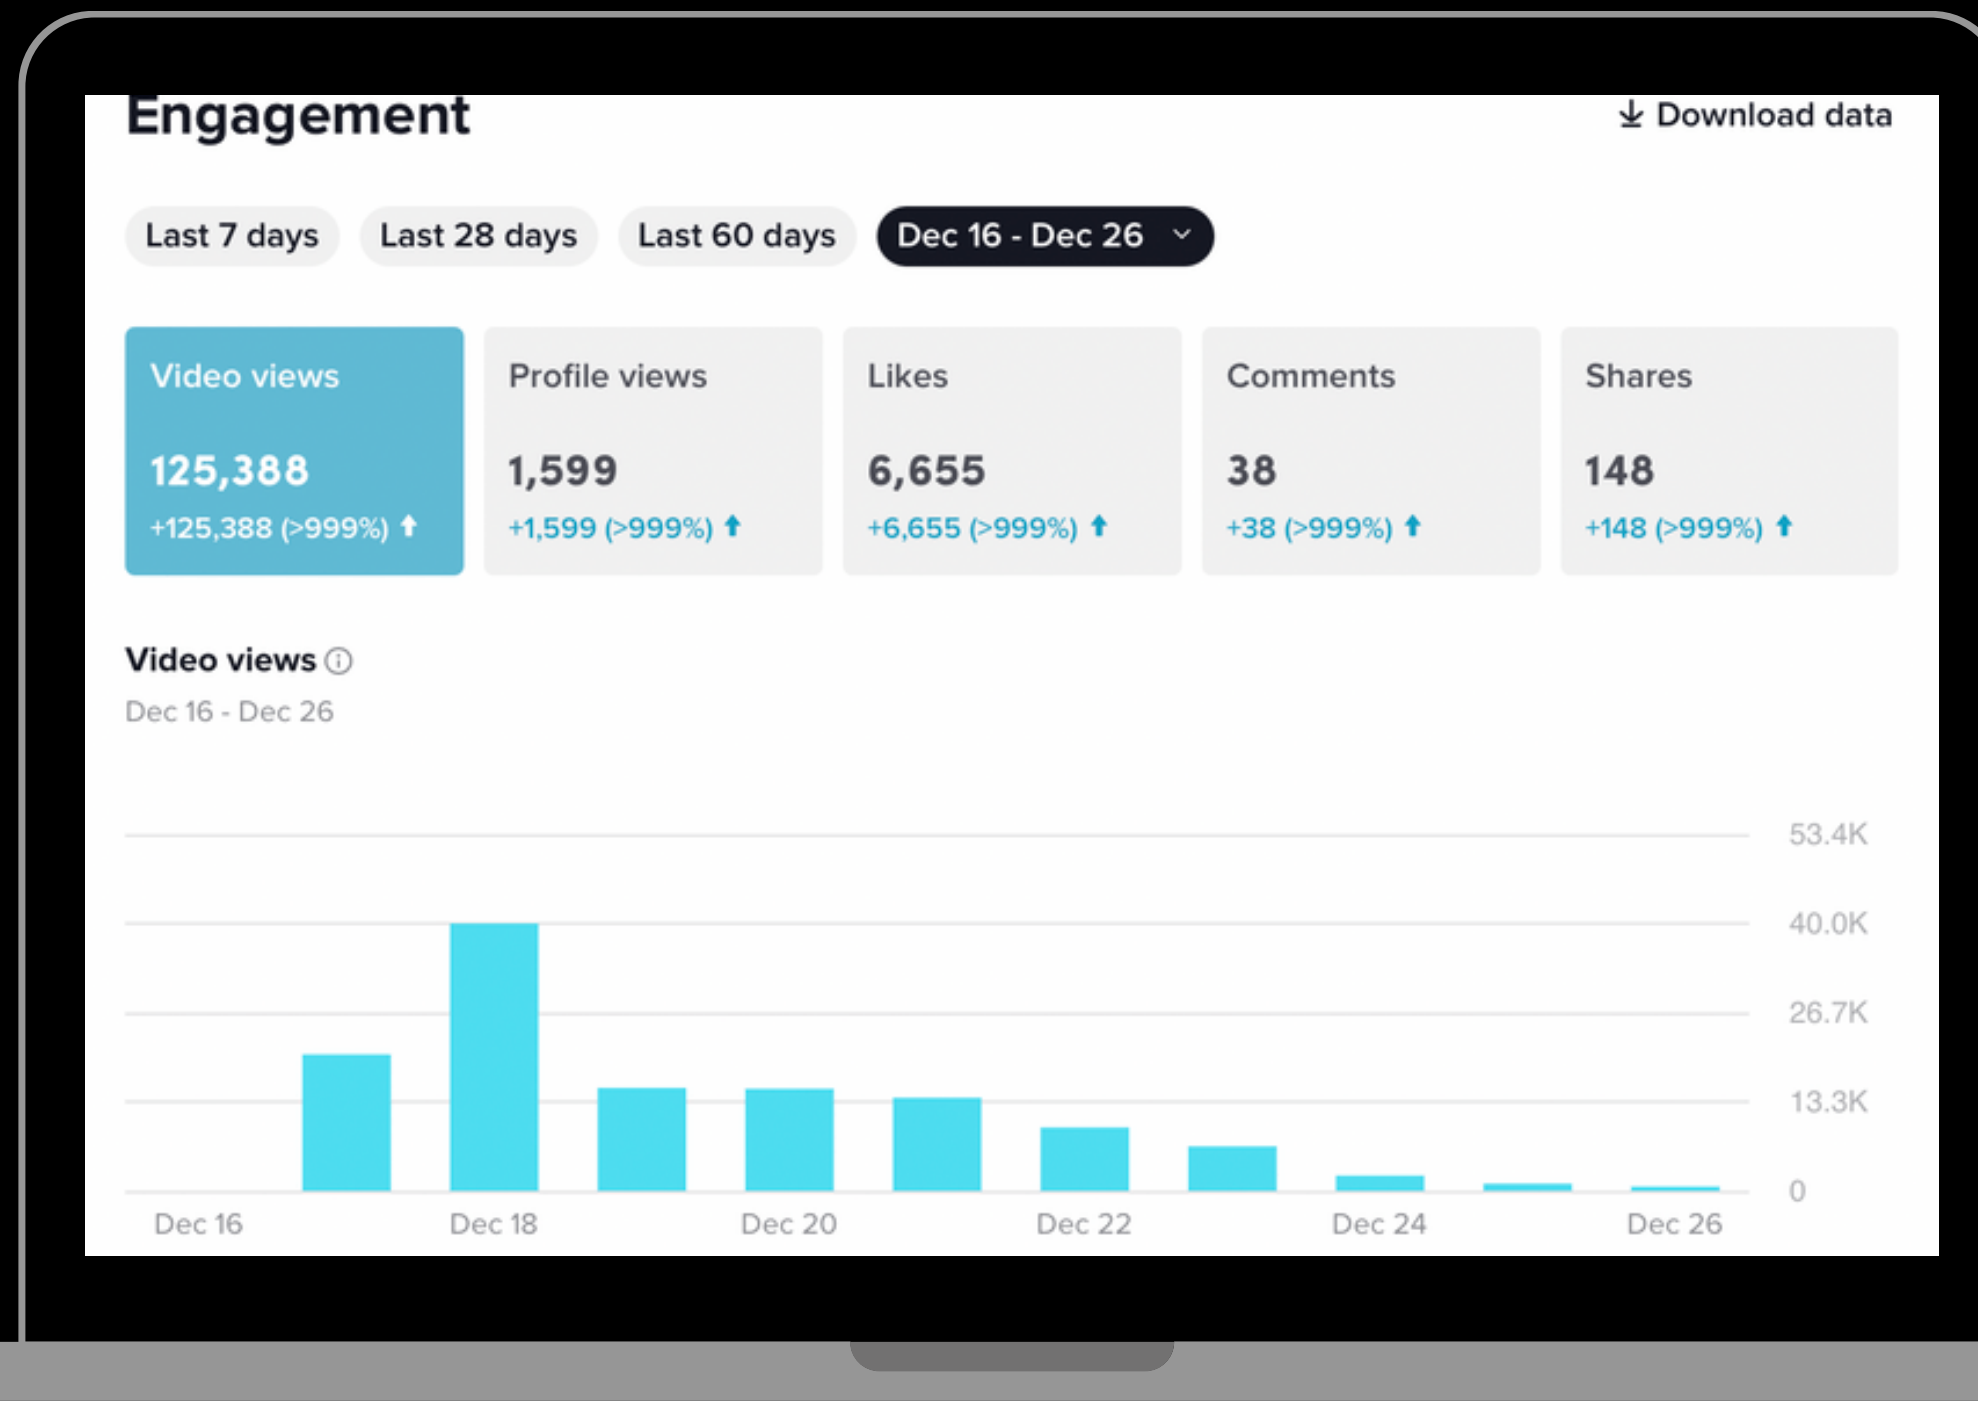 Engagement
Download data
Last 7 days
Last 28 days
Last 60 days
Dec 16 - Dec 26
Video views
125,388
+125,388 (>999%)
Profile views
1,599
+1,599 (>999%)
Likes
6,655
+6,655 (>999%)
Comments
38
+38 (>999%)
Shares
148
+148 (>999%)
Video views
Dec 16 - Dec 26
53.4K
40.0K
26.7K
13.3K
0
Dec 16
Dec 18
Dec 20
Dec 22
Dec 24
Dec 26